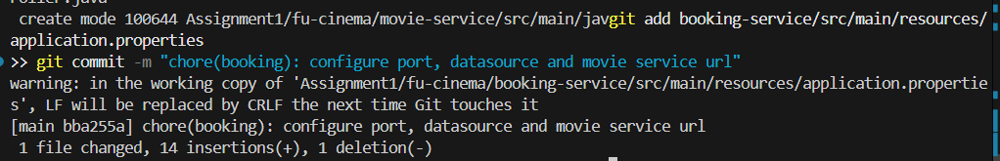 roller.java
 create mode 100644 Assignment1/fu-cinema/movie-service/src/main/javgit add booking-service/src/main/resources/
application.properties
>> git commit -m "chore(booking): configure port, datasource and movie service url"
warning: in the working copy of 'Assignment1/fu-cinema/booking-service/src/main/resources/application.propertie
s', LF will be replaced by CRLF the next time Git touches it
[main bba255a] chore(booking): configure port, datasource and movie service url
 1 file changed, 14 insertions(+), 1 deletion(-)